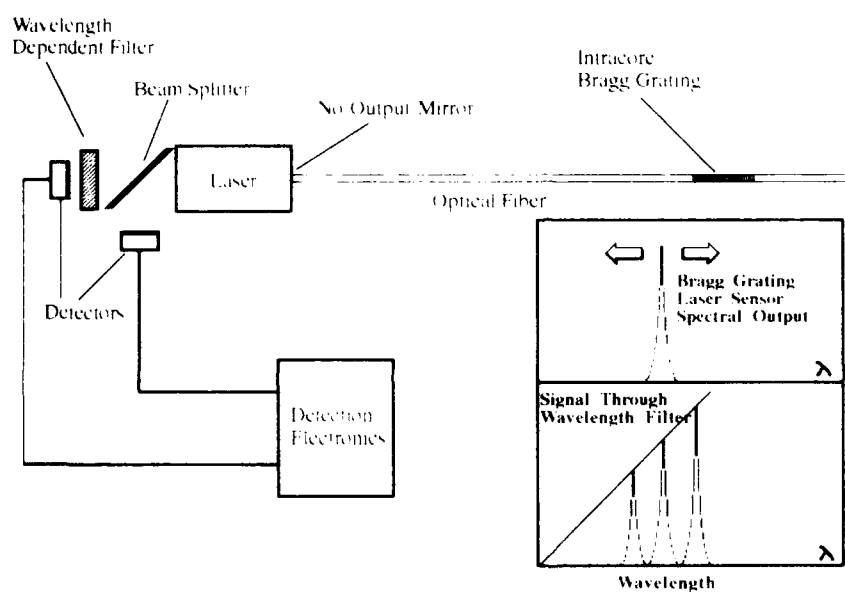 Wavelength
Dependent Filter
Beam Splitter
No Output Mirror
Intracore
Bragg Grating
Laser
Optical Fiber
Detectors
Detection
Electronics
Bragg Grating
Laser Sensor
Spectral Output
λ
Signal Through
Wavelength Filter
λ
Wavelength